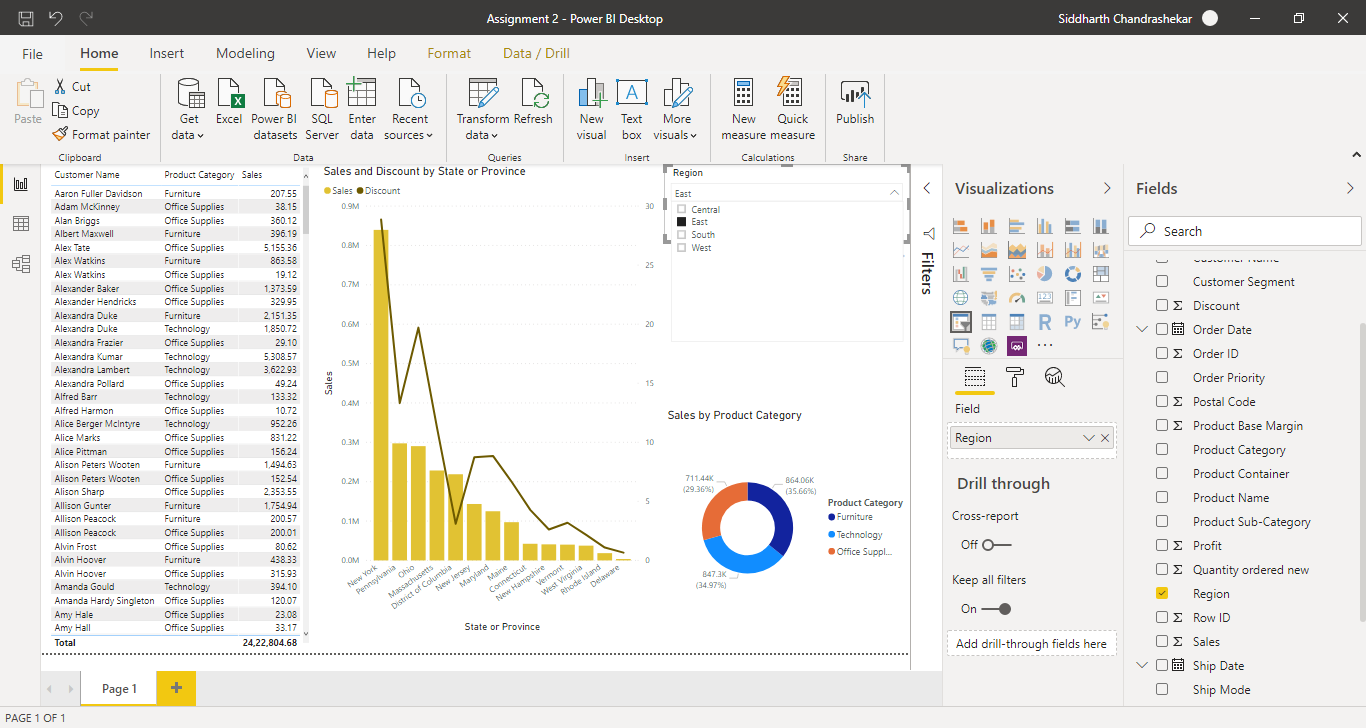 Assignment 2 - Power BI Desktop
Siddharth Chandrashekar
File Home Insert Modeling View Help Format Data / Drill
Paste
Cut
Copy
Format painter
Clipboard
Get data
Excel
Power BI datasets
SQL Server
Enter data
Recent sources
Data
Transform data
Refresh
Queries
New visual
Text box
More visuals
Insert
New measure
Quick measure
Calculations
Publish
Share
Customer Name Product Category Sales
Aaron Fuller Davidson Furniture 207.55
Adam McKinney Office Supplies 38.15
Alan Briggs Office Supplies 360.12
Albert Maxwell Furniture 396.19
Alex Tate Office Supplies 5,155.36
Alex Watkins Furniture 863.58
Alex Watkins Office Supplies 19.12
Alexander Baker Office Supplies 1,373.59
Alexander Hendricks Office Supplies 329.95
Alexandra Duke Furniture 2,151.35
Alexandra Duke Technology 1,850.72
Alexandra Frazier Office Supplies 29.10
Alexandra Kumar Technology 5,308.57
Alexandra Lambert Technology 3,622.93
Alexandra Pollard Office Supplies 49.24
Alfred Barr Technology 133.32
Alfred Harmon Office Supplies 10.72
Alice Berger McIntyre Technology 952.26
Alice Marks Office Supplies 831.22
Alice Pittman Office Supplies 156.24
Alison Peters Wooten Furniture 1,494.63
Alison Peters Wooten Office Supplies 152.54
Alison Sharp Office Supplies 2,353.55
Allison Gunter Furniture 1,754.94
Allison Peacock Furniture 200.57
Allison Peacock Office Supplies 200.01
Alvin Frost Office Supplies 80.62
Alvin Hoover Furniture 438.33
Alvin Hoover Office Supplies 315.93
Amanda Gould Technology 394.10
Amanda Hardy Singleton Office Supplies 120.07
Amy Hale Office Supplies 23.08
Amy Hall Office Supplies 33.17
Total 24,22,804.68
Sales and Discount by State or Province
Sales Discount
0.9M
0.8M
0.7M
0.6M
0.5M
0.4M
0.3M
0.2M
0.1M
0.0M
Sales
30
25
20
15
10
5
0
New York
Pennsylvania
Ohio
Massachusetts
District of Columbia
New Jersey
Maryland
Maine
Connecticut
New Hampshire
Vermont
West Virginia
Rhode Island
Delaware
State or Province
Region
East
Central
East
South
West
Sales by Product Category
711.44K
(29.36%)
864.06K
(35.66%)
847.3K
(34.97%)
Product Category
Furniture
Technology
Office Suppl...
Filters
Visualizations
R Py
123
...
Field
Region
Drill through
Cross-report
Off
Keep all filters
On
Add drill-through fields here
Fields
Search
Customer Name
Customer Segment
Σ Discount
Order Date
Σ Order ID
Order Priority
Σ Postal Code
Σ Product Base Margin
Product Category
Product Container
Product Name
Product Sub-Category
Σ Profit
Σ Quantity ordered new
Region
Σ Row ID
Σ Sales
Ship Date
Ship Mode
Page 1
+
PAGE 1 OF 1